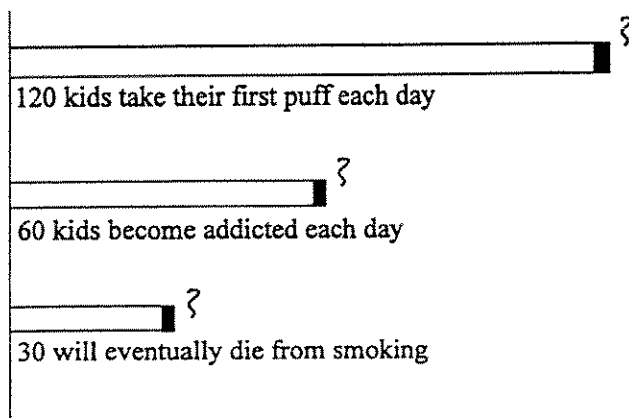 120 kids take their first puff each day
60 kids become addicted each day
30 will eventually die from smoking